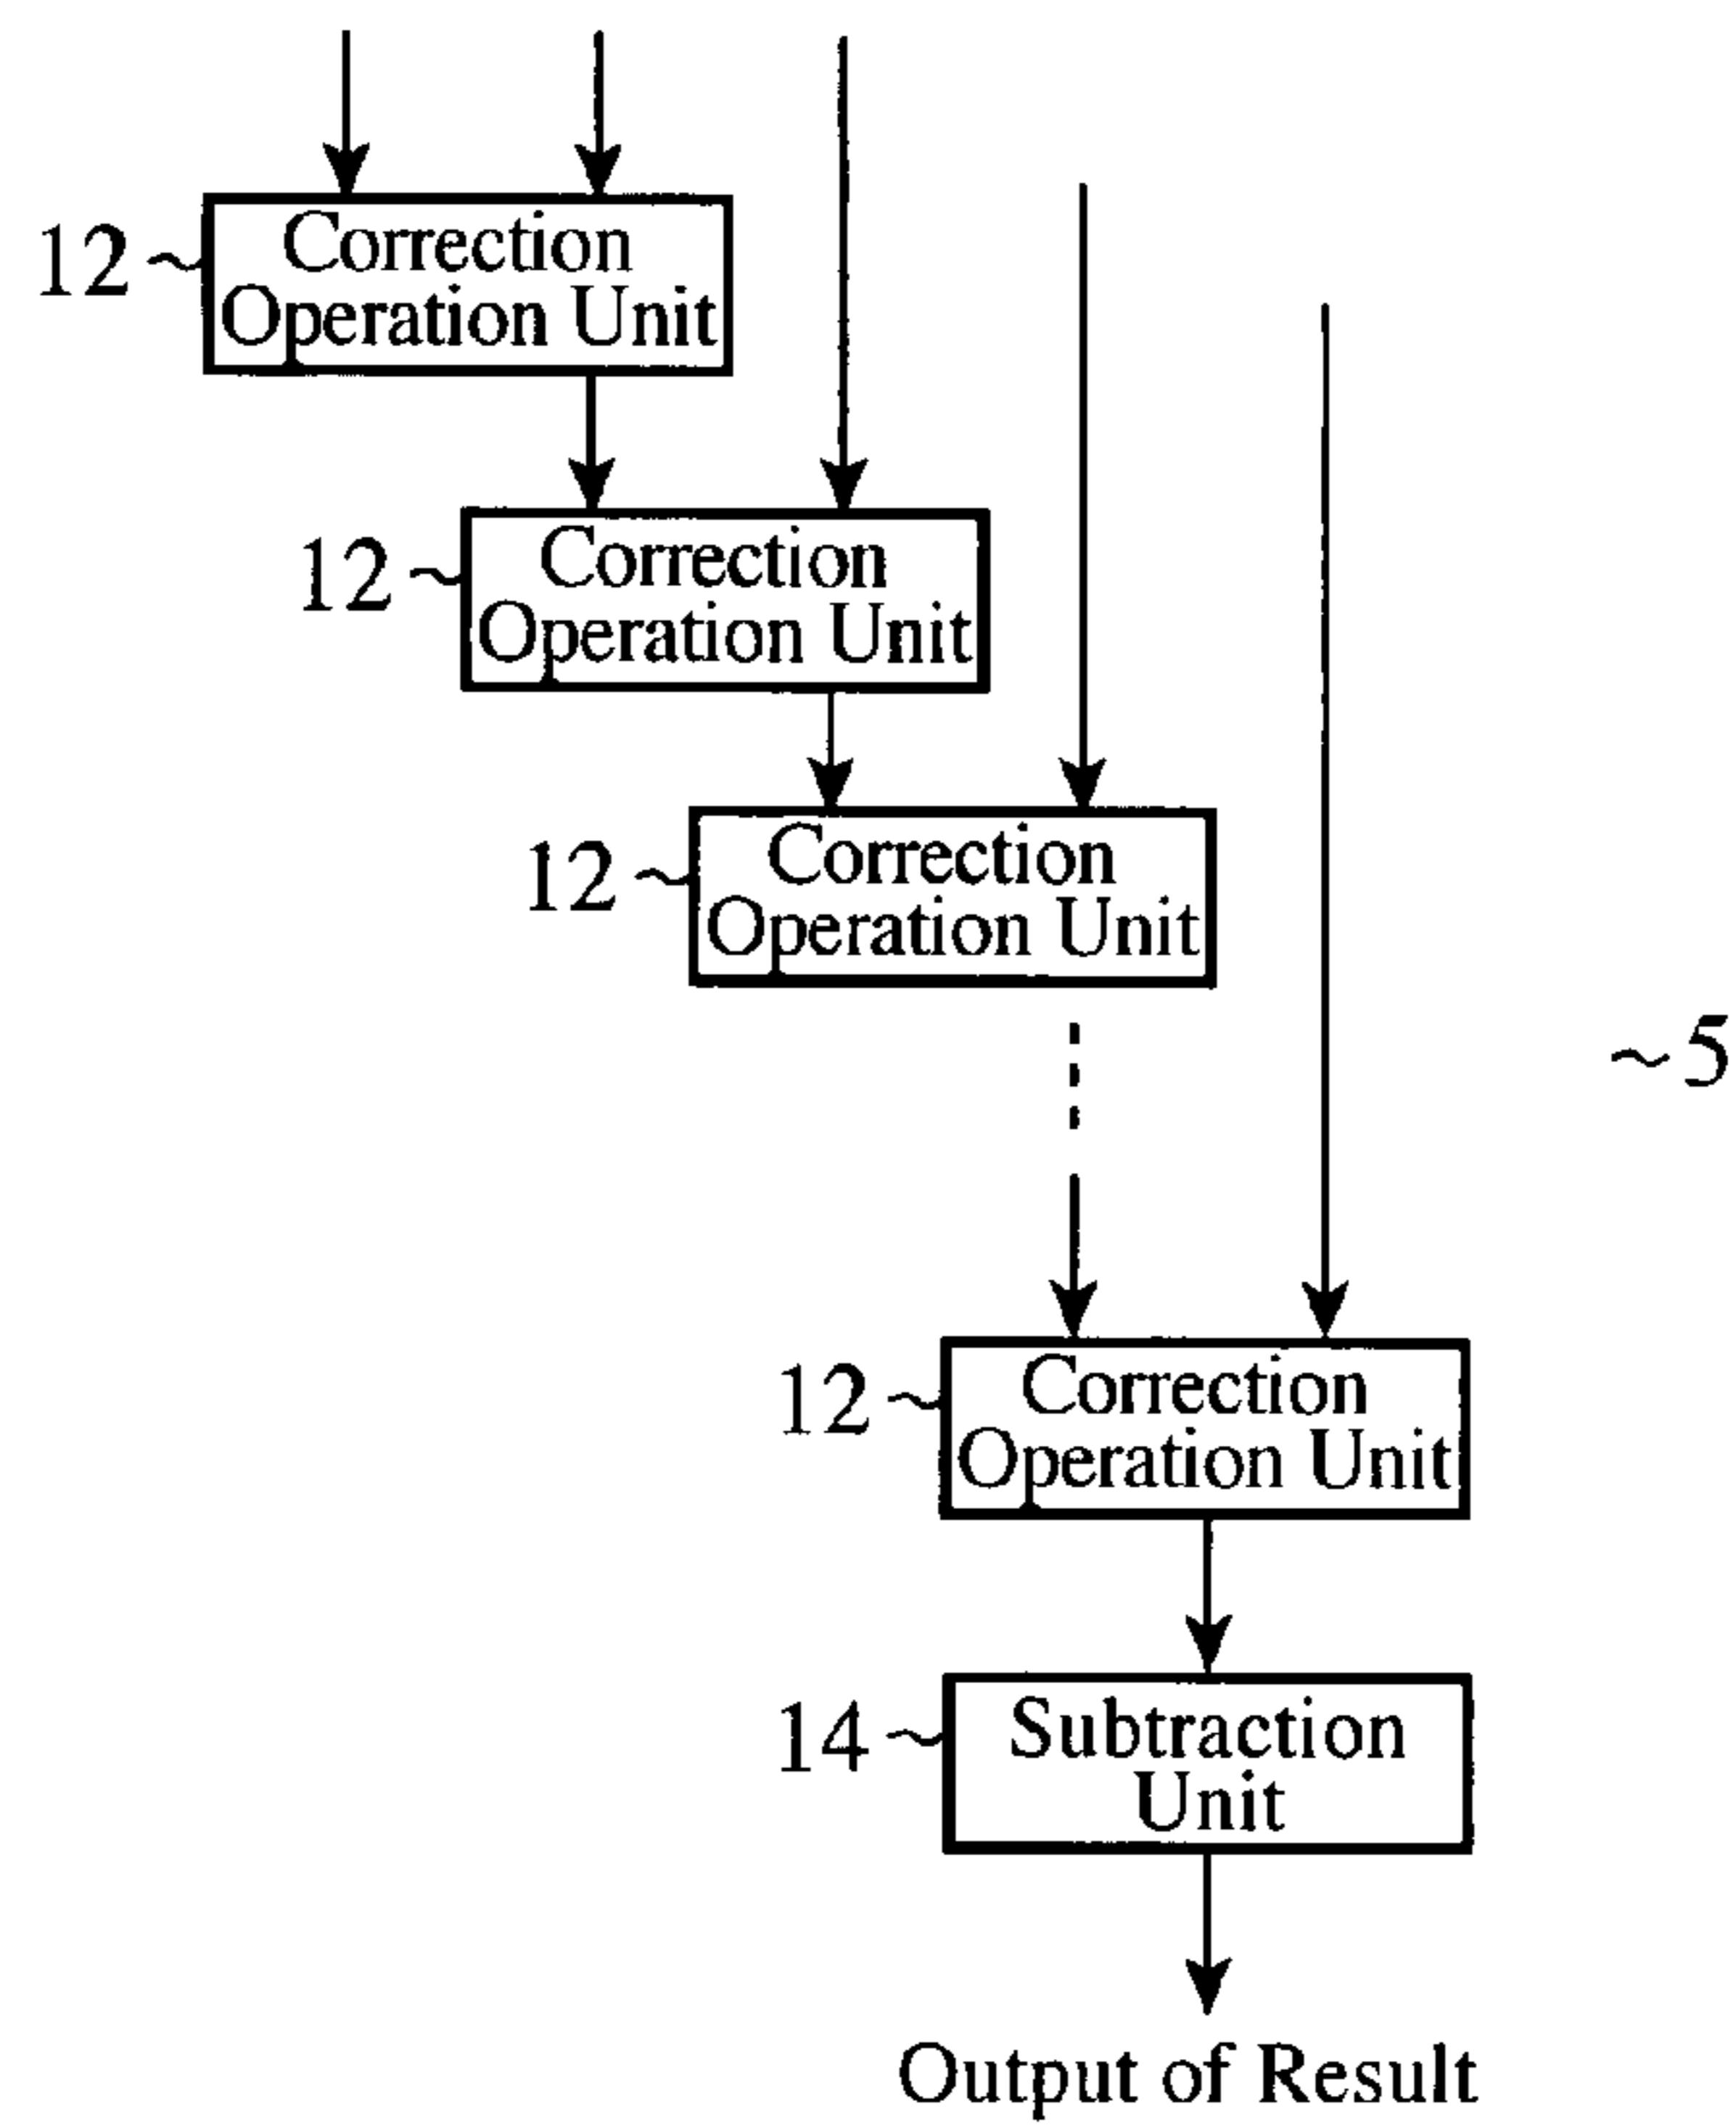 12 ~ Correction
Operation Unit
12 ~ Correction
Operation Unit
12 ~ Correction
Operation Unit
~5
12 ~ Correction
Operation Unit
14 ~ Subtraction
Unit
Output of Result